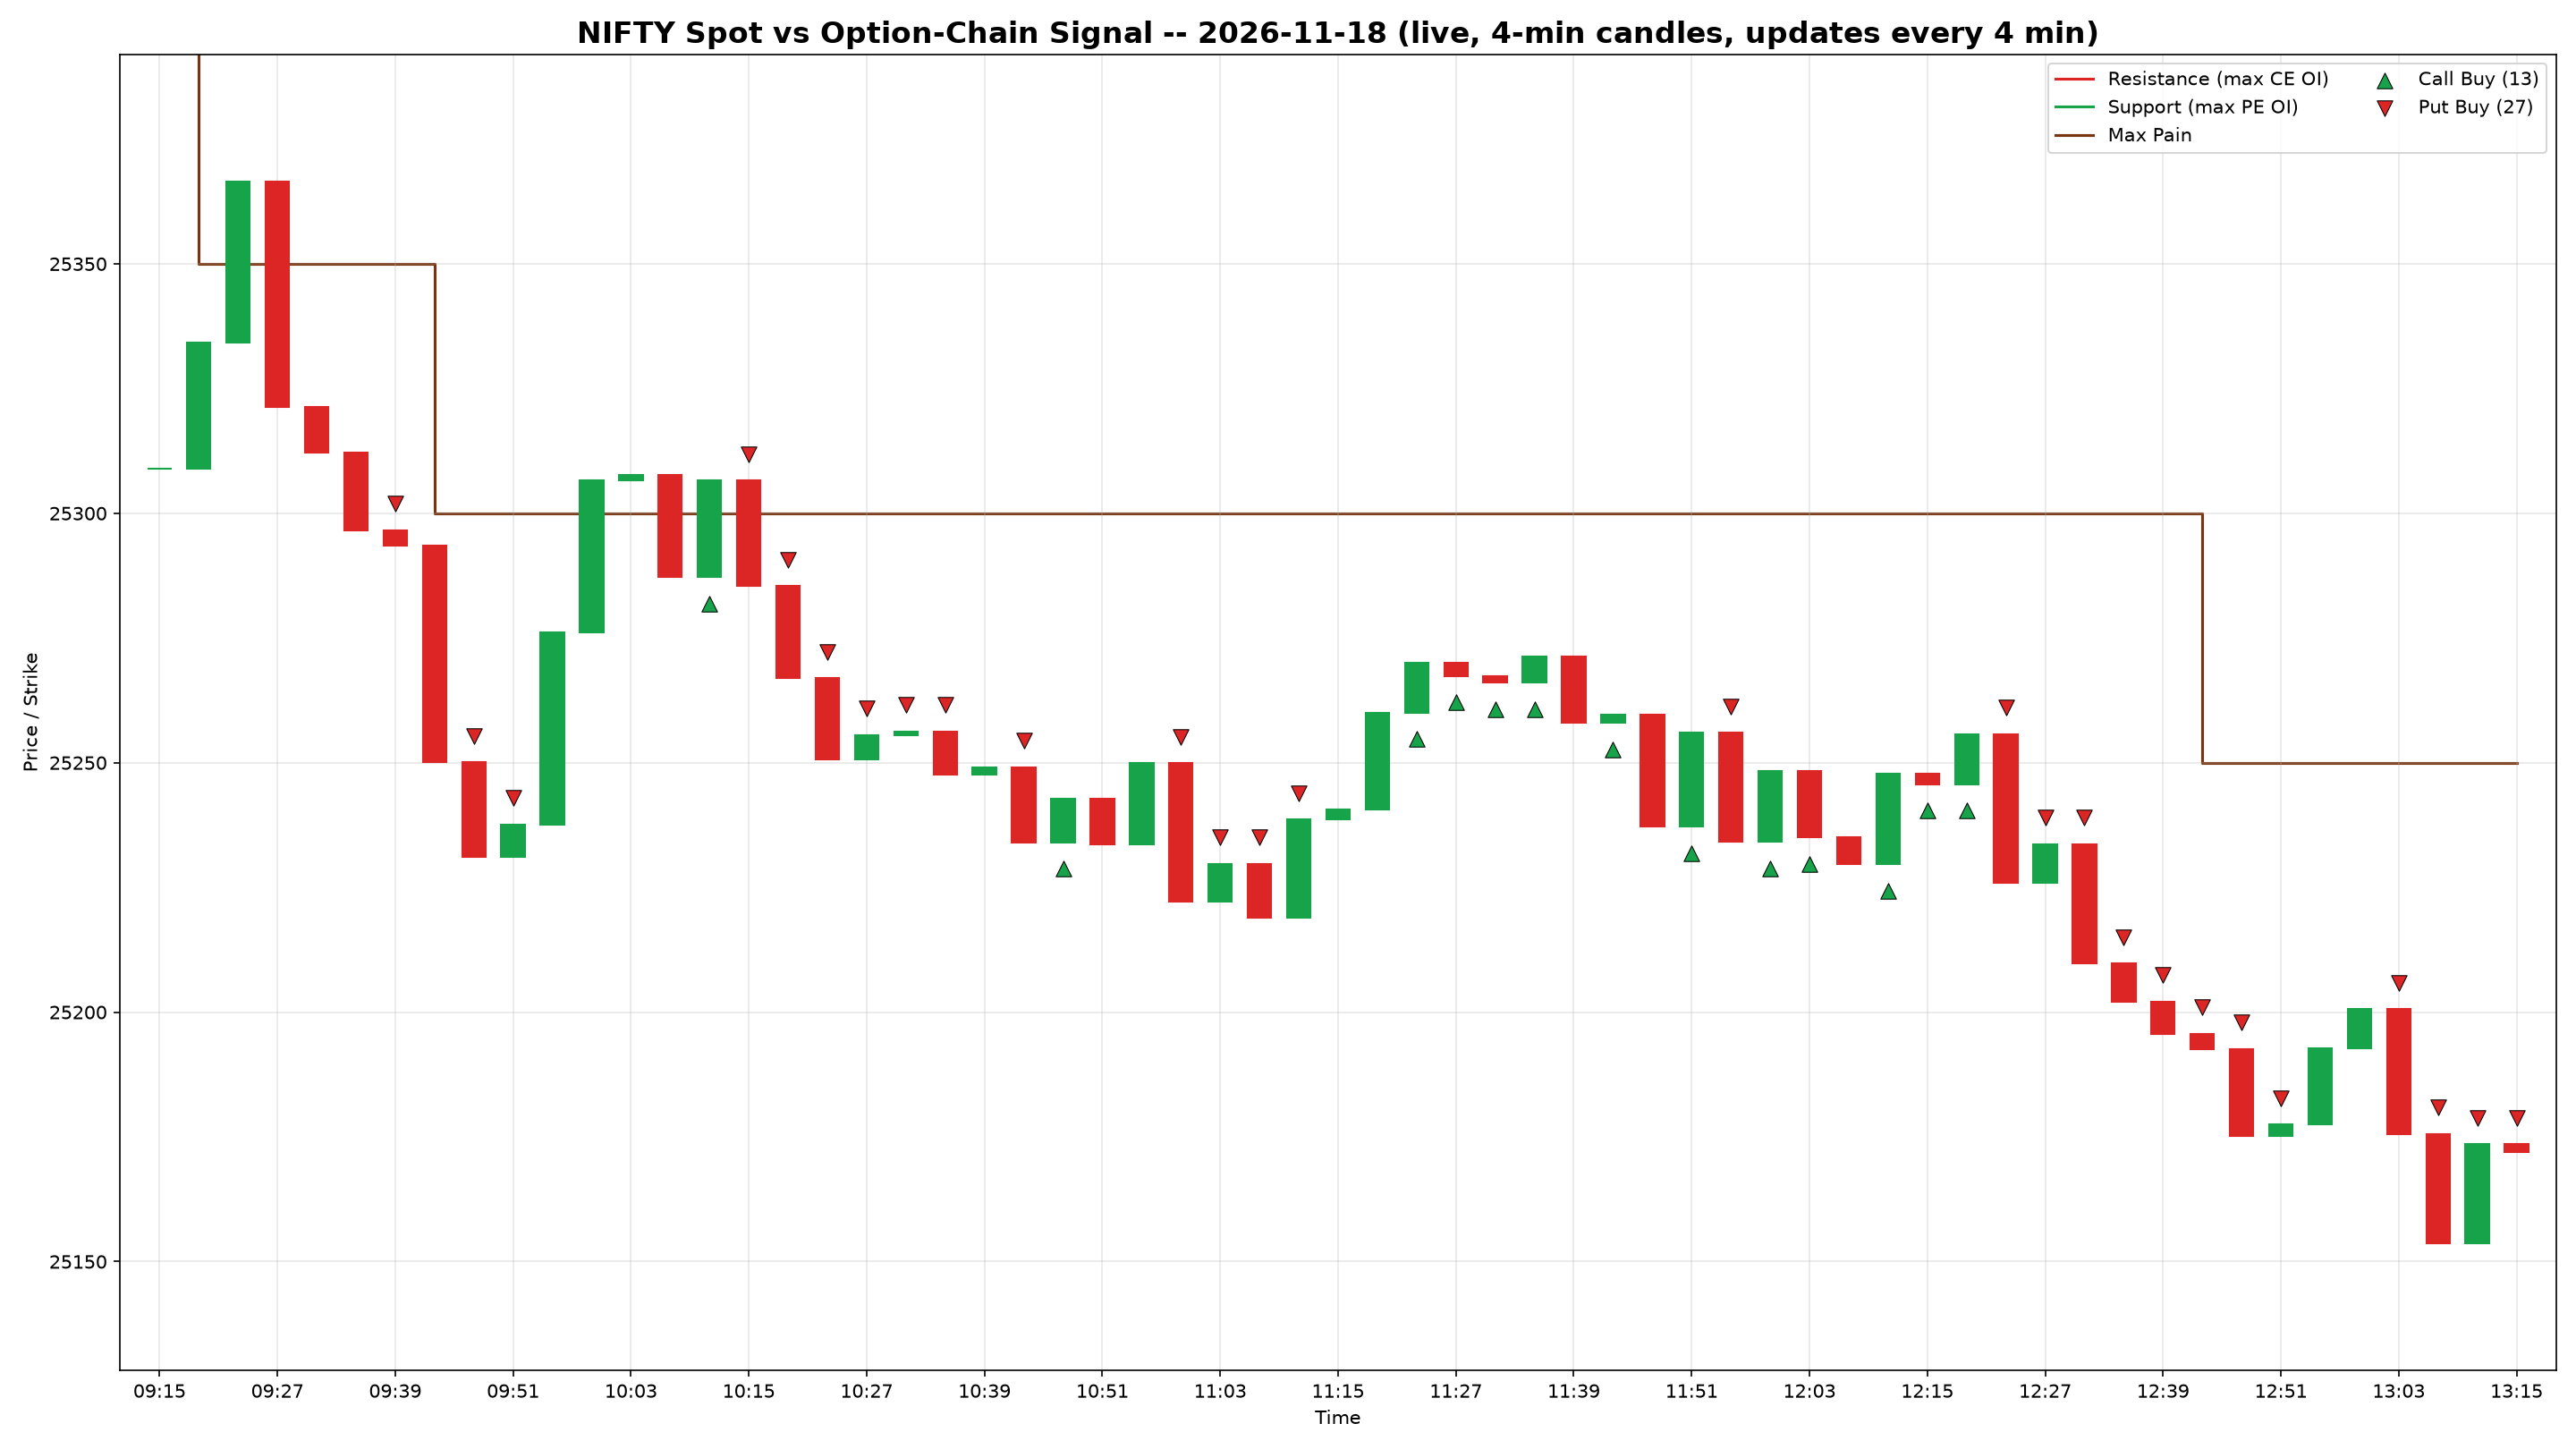 NIFTY Spot vs Option-Chain Signal -- 2026-11-18 (live, 4-min candles, updates every 4 min)
Resistance (max CE OI)
Support (max PE OI)
Max Pain
Call Buy (13)
Put Buy (27)
Price / Strike
25350
25300
25250
25200
25150
09:15 09:27 09:39 09:51 10:03 10:15 10:27 10:39 10:51 11:03 11:15 11:27 11:39 11:51 12:03 12:15 12:27 12:39 12:51 13:03 13:15
Time